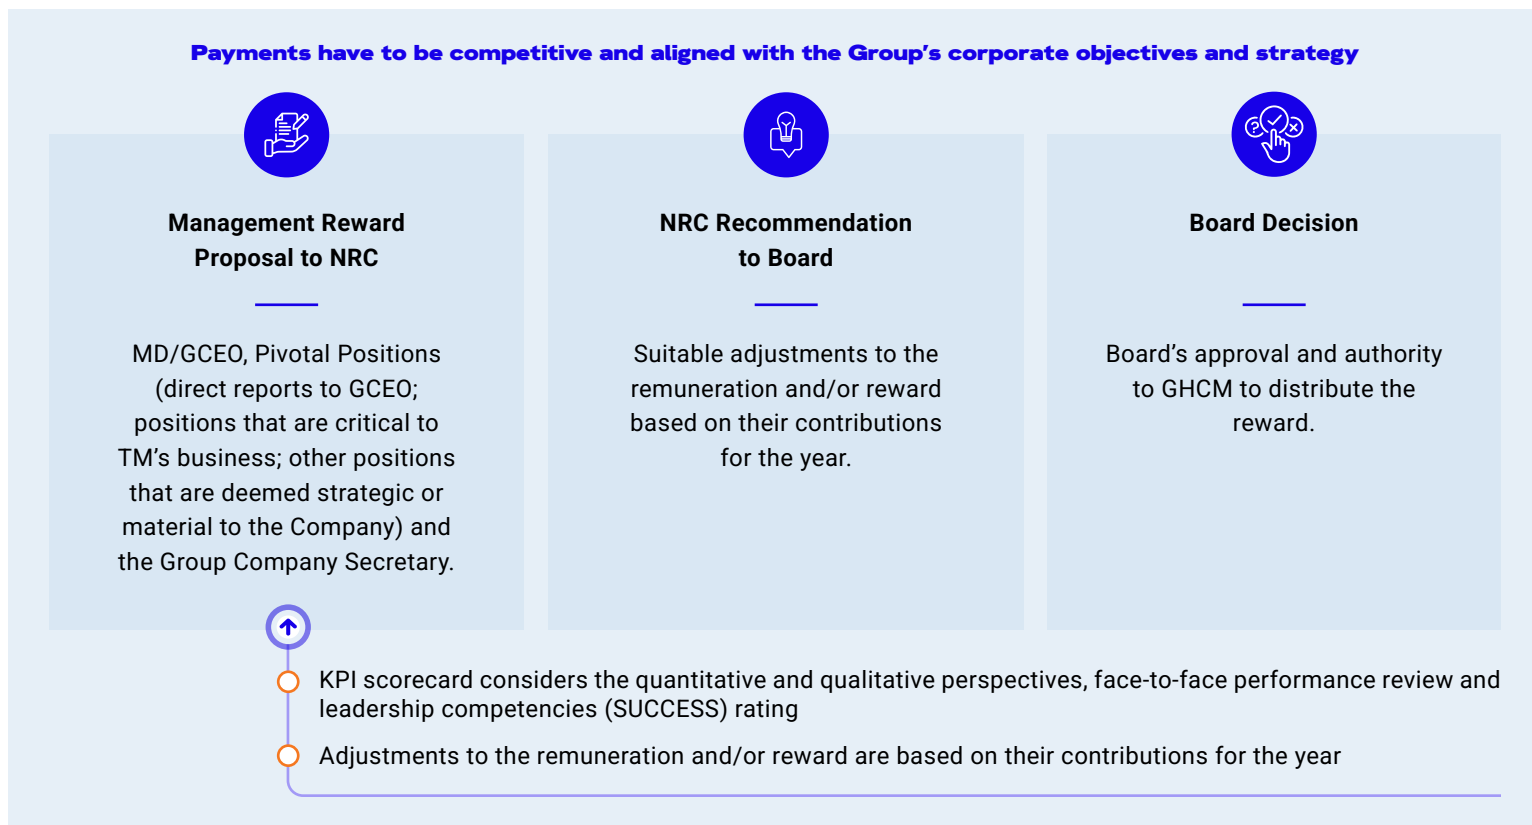 Payments have to be competitive and aligned with the Group's corporate objectives and strategy
Management Reward
Proposal to NRC
MD/GCEO, Pivotal Positions
(direct reports to GCEO;
positions that are critical to
TM's business; other positions
that are deemed strategic or
material to the Company) and
the Group Company Secretary.
NRC Recommendation
to Board
Suitable adjustments to the
remuneration and/or reward
based on their contributions
for the year.
Board Decision
Board's approval and authority
to GHCM to distribute the
reward.
KPI scorecard considers the quantitative and qualitative perspectives, face-to-face performance review and
leadership competencies (SUCCESS) rating
Adjustments to the remuneration and/or reward are based on their contributions for the year